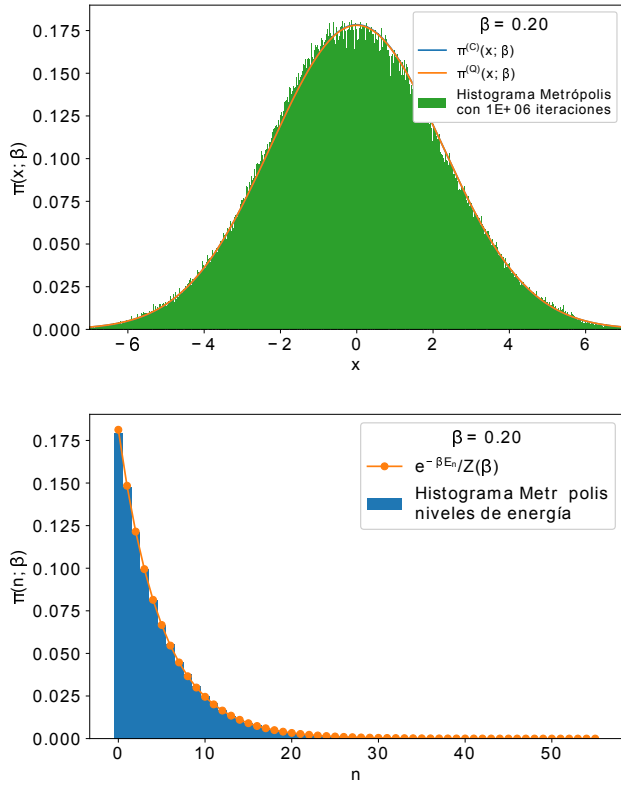 β = 0.20
π(C)(x; β)
π(Q)(x; β)
Histograma Metrópolis
con 1E+06 iteraciones
π(x; β)
0.175
0.150
0.125
0.100
0.075
0.050
0.025
0.000
−6 −4 −2 0 2 4 6
x
β = 0.20
e−βEn/Z(β)
Histograma Metr polis
niveles de energía
π(n; β)
0.175
0.150
0.125
0.100
0.075
0.050
0.025
0.000
0 10 20 30 40 50
n